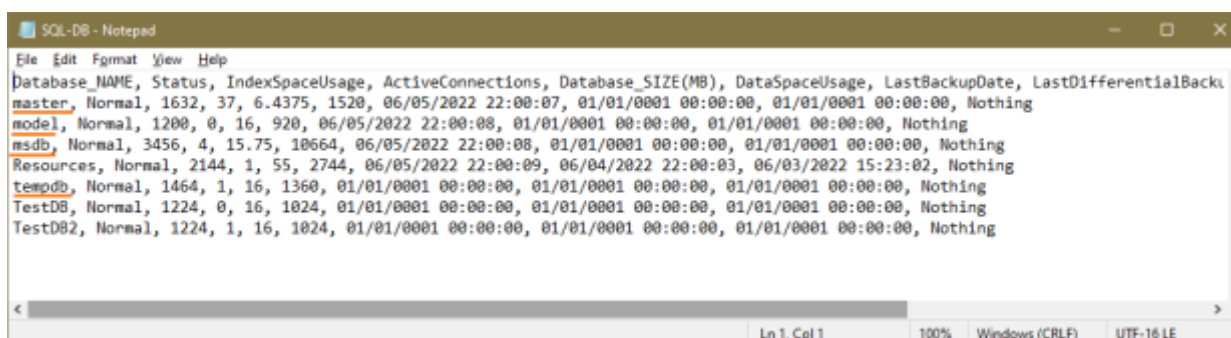 SQL-DB - Notepad
File Edit Format View Help
Database_NAME, Status, IndexSpaceUsage, ActiveConnections, Database_SIZE(MB), DataSpaceUsage, LastBackupDate, LastDifferentialBacku
master, Normal, 1632, 37, 6.4375, 1520, 06/05/2022 22:00:07, 01/01/0001 00:00:00, 01/01/0001 00:00:00, Nothing
model, Normal, 1200, 0, 16, 920, 06/05/2022 22:00:08, 01/01/0001 00:00:00, 01/01/0001 00:00:00, Nothing
msdb, Normal, 3456, 4, 15.75, 10664, 06/05/2022 22:00:08, 01/01/0001 00:00:00, 01/01/0001 00:00:00, Nothing
Resources, Normal, 2144, 1, 55, 2744, 06/05/2022 22:00:09, 06/04/2022 22:00:03, 06/03/2022 15:23:02, Nothing
tempdb, Normal, 1464, 1, 16, 1360, 01/01/0001 00:00:00, 01/01/0001 00:00:00, 01/01/0001 00:00:00, Nothing
TestDB, Normal, 1224, 0, 16, 1024, 01/01/0001 00:00:00, 01/01/0001 00:00:00, 01/01/0001 00:00:00, Nothing
TestDB2, Normal, 1224, 1, 16, 1024, 01/01/0001 00:00:00, 01/01/0001 00:00:00, 01/01/0001 00:00:00, Nothing
Ln 1, Col 1 100% Windows (CRLF) UTF-16 LE